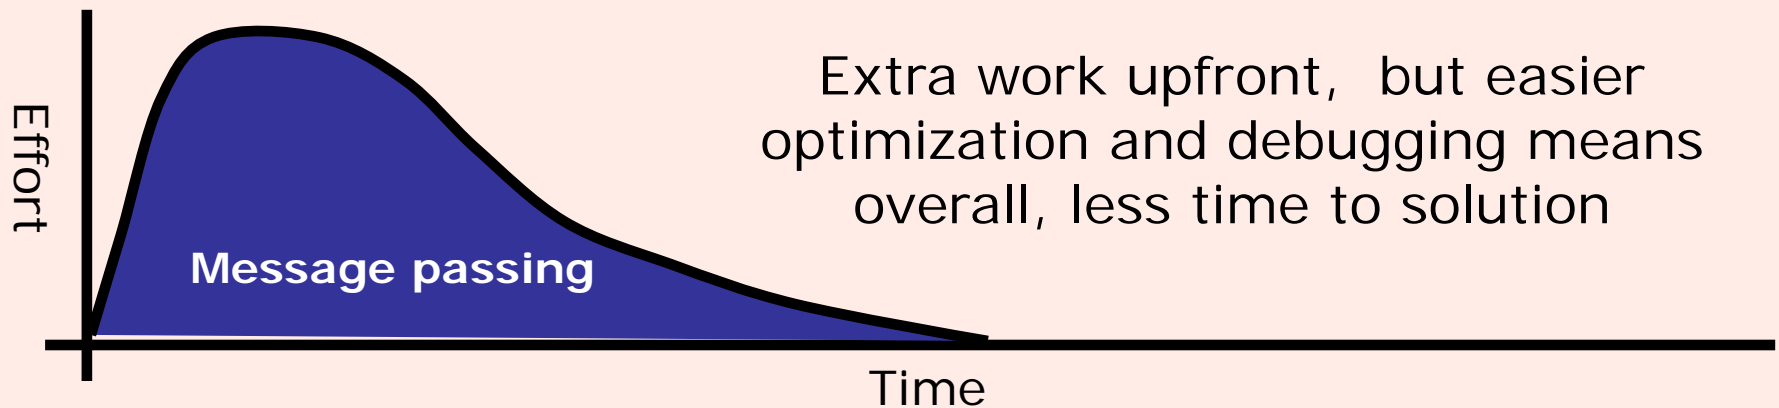 Effort
Extra work upfront, but easier
optimization and debugging means
overall, less time to solution
Message passing
Time